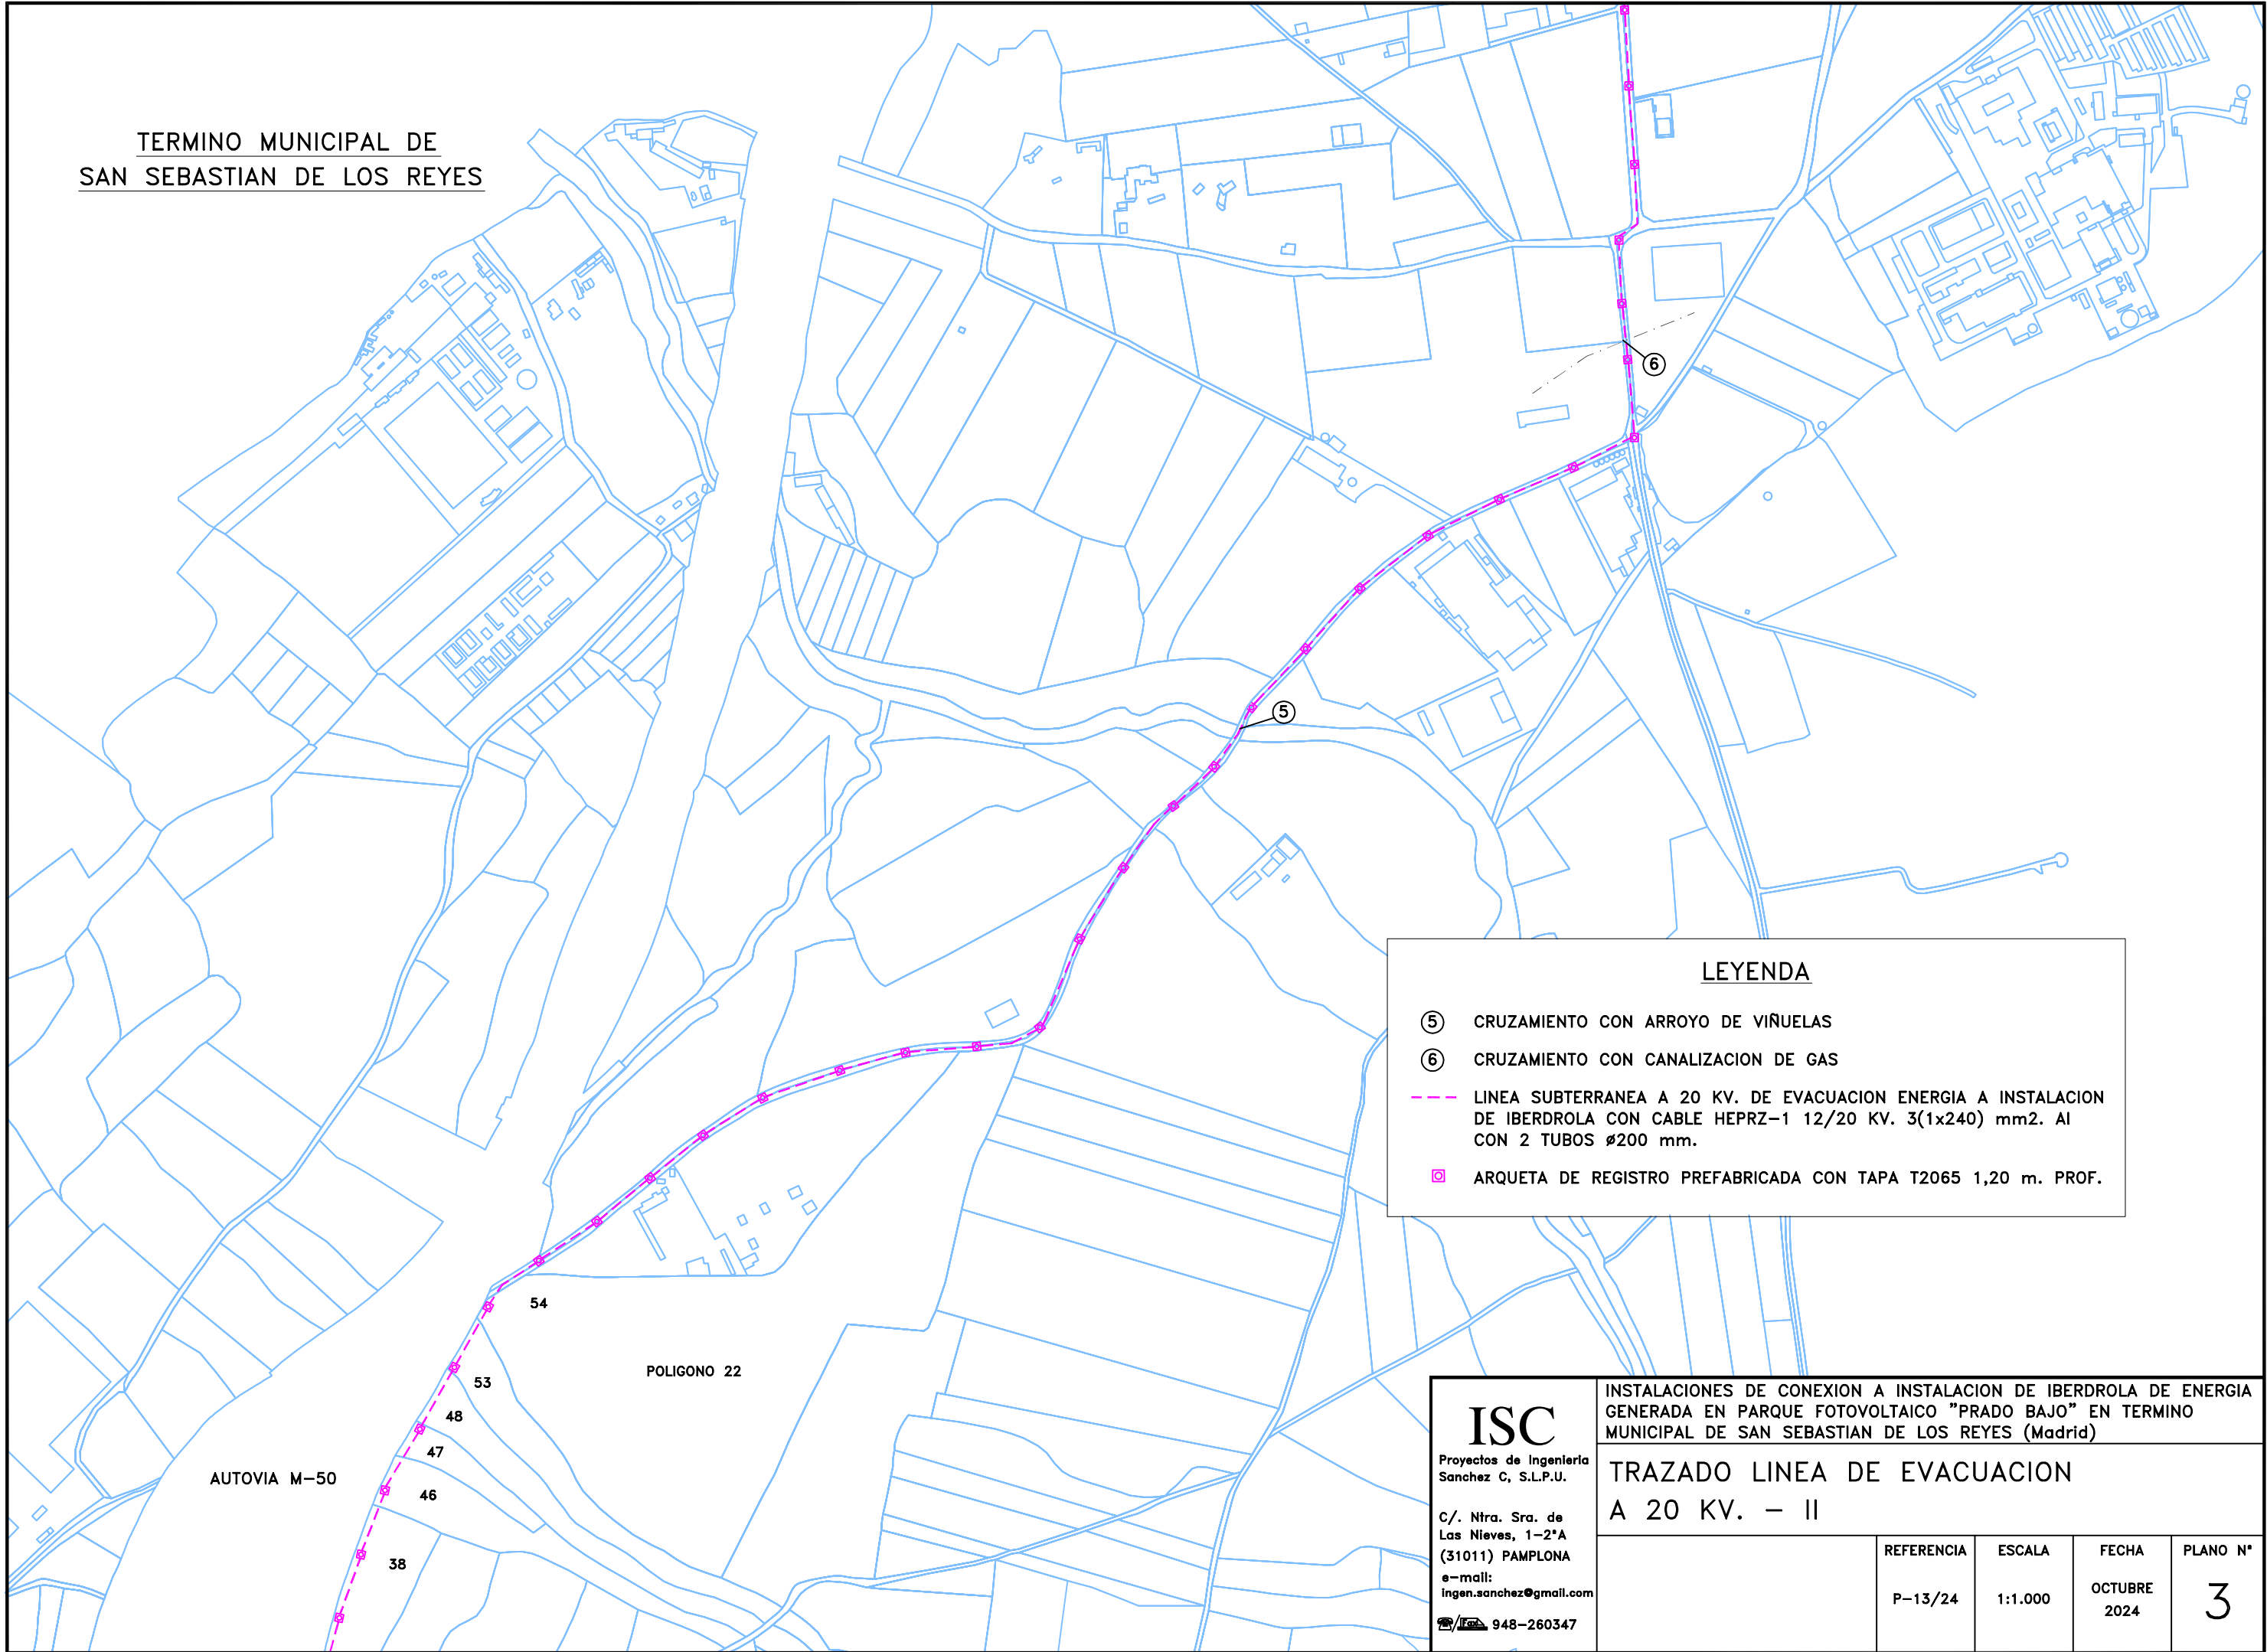 TERMINO MUNICIPAL DE
SAN SEBASTIAN DE LOS REYES
6
5
LEYENDA
5 CRUZAMIENTO CON ARROYO DE VIÑUELAS
6 CRUZAMIENTO CON CANALIZACION DE GAS
LINEA SUBTERRANEA A 20 KV. DE EVACUACION ENERGIA A INSTALACION
DE IBERDROLA CON CABLE HEPRZ-1 12/20 KV. 3(1x240) mm2. Al
CON 2 TUBOS ø200 mm.
ARQUETA DE REGISTRO PREFABRICADA CON TAPA T2065 1,20 m. PROF.
54
POLIGONO 22
53
48
47
AUTOVIA M-50
46
38
ISC
Proyectos de Ingenieria
Sanchez C, S.L.P.U.
C/. Ntra. Sra. de
Las Nieves, 1-2ºA
(31011) PAMPLONA
e-mail:
ingen.sanchez@gmail.com
☎/Fax 948-260347
INSTALACIONES DE CONEXION A INSTALACION DE IBERDROLA DE ENERGIA
GENERADA EN PARQUE FOTOVOLTAICO "PRADO BAJO" EN TERMINO
MUNICIPAL DE SAN SEBASTIAN DE LOS REYES (Madrid)
TRAZADO LINEA DE EVACUACION
A 20 KV. - II
REFERENCIA ESCALA FECHA PLANO Nº
P-13/24 1:1.000 OCTUBRE 2024 3